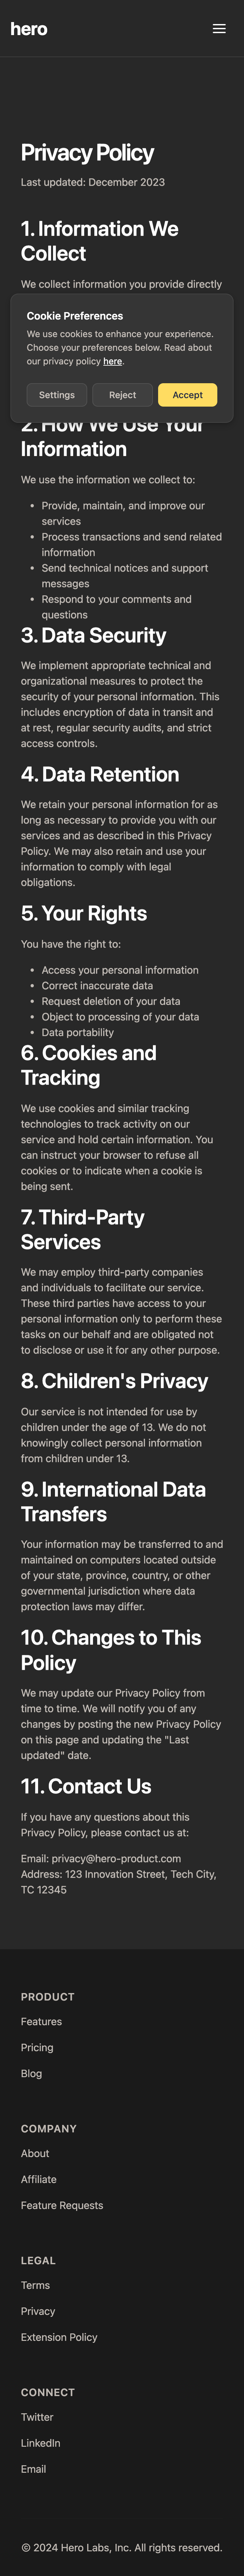 hero
Privacy Policy
Last updated: December 2023
1. Information We
Collect
We collect information you provide directly
Cookie Preferences
We use cookies to enhance your experience.
Choose your preferences below. Read about
our privacy policy here.
Settings
Reject
Accept
2. How We Use Your
Information
We use the information we collect to:
• Provide, maintain, and improve our
services
• Process transactions and send related
information
• Send technical notices and support
messages
• Respond to your comments and
questions
3. Data Security
We implement appropriate technical and
organizational measures to protect the
security of your personal information. This
includes encryption of data in transit and
at rest, regular security audits, and strict
access controls.
4. Data Retention
We retain your personal information for as
long as necessary to provide you with our
services and as described in this Privacy
Policy. We may also retain and use your
information to comply with legal
obligations.
5. Your Rights
You have the right to:
• Access your personal information
• Correct inaccurate data
• Request deletion of your data
• Object to processing of your data
• Data portability
6. Cookies and
Tracking
We use cookies and similar tracking
technologies to track activity on our
service and hold certain information. You
can instruct your browser to refuse all
cookies or to indicate when a cookie is
being sent.
7. Third-Party
Services
We may employ third-party companies
and individuals to facilitate our service.
These third parties have access to your
personal information only to perform these
tasks on our behalf and are obligated not
to disclose or use it for any other purpose.
8. Children's Privacy
Our service is not intended for use by
children under the age of 13. We do not
knowingly collect personal information
from children under 13.
9. International Data
Transfers
Your information may be transferred to and
maintained on computers located outside
of your state, province, country, or other
governmental jurisdiction where data
protection laws may differ.
10. Changes to This
Policy
We may update our Privacy Policy from
time to time. We will notify you of any
changes by posting the new Privacy Policy
on this page and updating the "Last
updated" date.
11. Contact Us
If you have any questions about this
Privacy Policy, please contact us at:
Email: privacy@hero-product.com
Address: 123 Innovation Street, Tech City,
TC 12345
PRODUCT
Features
Pricing
Blog
COMPANY
About
Affiliate
Feature Requests
LEGAL
Terms
Privacy
Extension Policy
CONNECT
Twitter
LinkedIn
Email
© 2024 Hero Labs, Inc. All rights reserved.